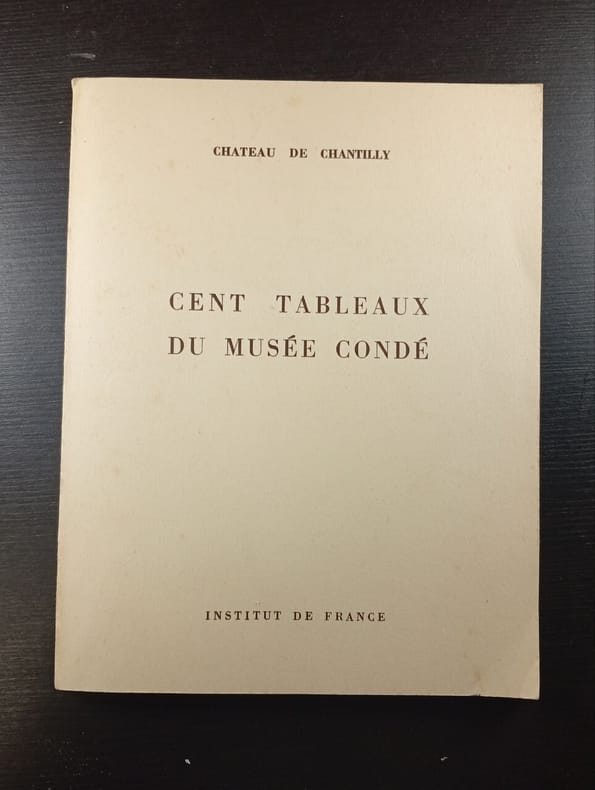 CHATEAU DE CHANTILLY
CENT TABLEAUX
DU MUSÉE CONDÉ
INSTITUT DE FRANCE